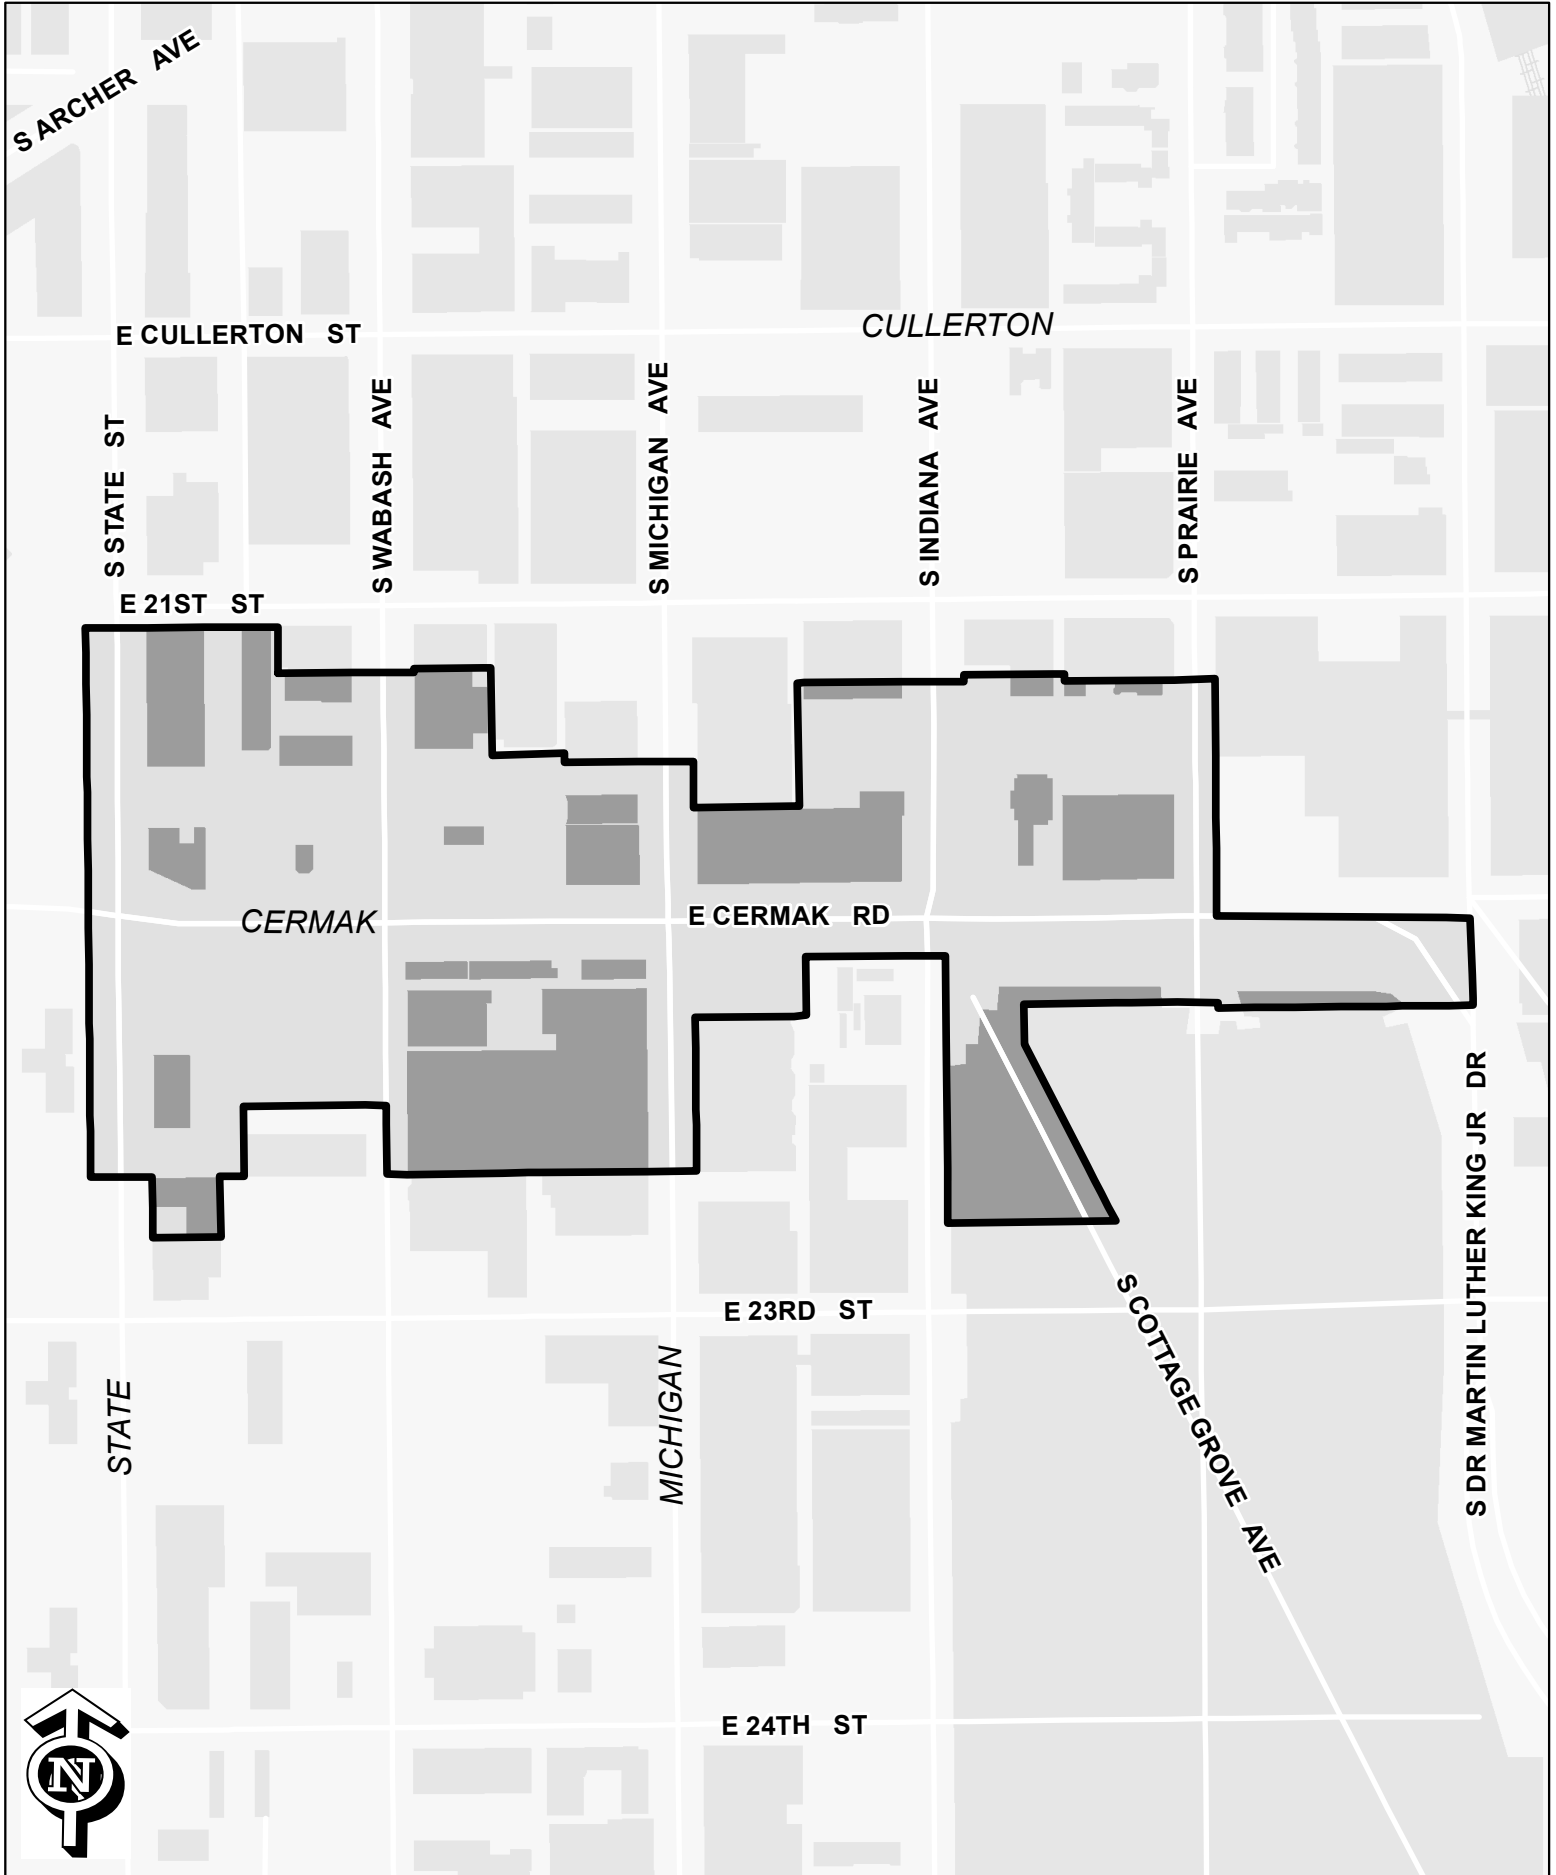 S ARCHER AVE
E CULLERTON ST
CULLERTON
S STATE ST
S WABASH AVE
S MICHIGAN AVE
S INDIANA AVE
S PRAIRIE AVE
E 21ST ST
CERMAK
E CERMAK RD
S DR MARTIN LUTHER KING JR DR
E 23RD ST
S COTTAGE GROVE AVE
STATE
MICHIGAN
E 24TH ST
N